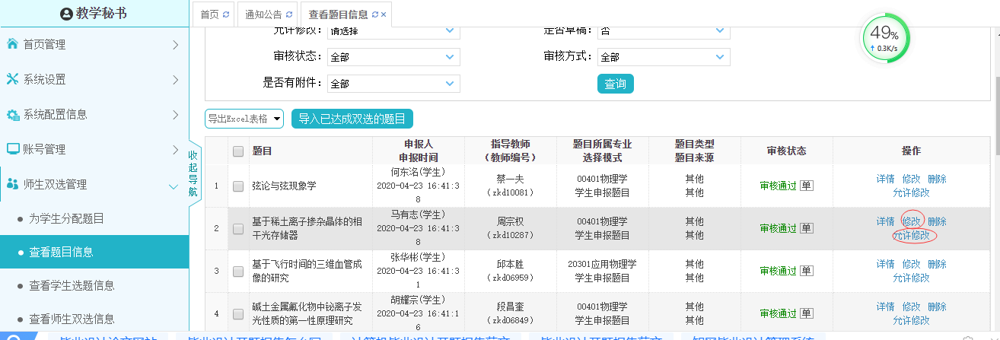 教学秘书
首页
通知公告
查看题目信息
首页管理
系统设置
系统配置信息
账号管理
师生双选管理
为学生分配题目
查看题目信息
查看学生选题信息
查看师生双选信息
收起导航
允许修改： 请选择
是否草稿： 否
审核状态： 全部
审核方式： 全部
是否有附件： 全部
查询
49%
0.3K/s
导出Excel表格
导入已达成双选的题目
题目 申报人 指导教师 题目所属专业 题目类型 审核状态 操作
申报时间 （教师编号） 选择模式 题目来源
1 弦论与弦现象学
何东洺(学生)
2020-04-23 16:41:3
8
蔡一夫
（zkd10081）
00401物理学
学生申报题目
其他
其他
审核通过 单
详情 修改 删除
允许修改
2 基于稀土离子掺杂晶体的相
干光存储器
马有志(学生)
2020-04-23 16:41:3
8
周宗权
（zkd10287）
00401物理学
学生申报题目
其他
其他
审核通过 单
详情 修改 删除
允许修改
3 基于飞行时间的三维血管成
像的研究
张华彬(学生)
2020-04-23 16:41:3
1
邱本胜
（zkd06959）
20301应用物理学
学生申报题目
其他
其他
审核通过 单
详情 修改 删除
允许修改
4 碱土金属氟化物中铋离子发
光性质的第一性原理研究
胡耀宗(学生)
2020-04-23 16:41:1
6
段昌奎
（zkd06849）
00401物理学
学生申报题目
其他
其他
审核通过 单
详情 修改 删除
允许修改